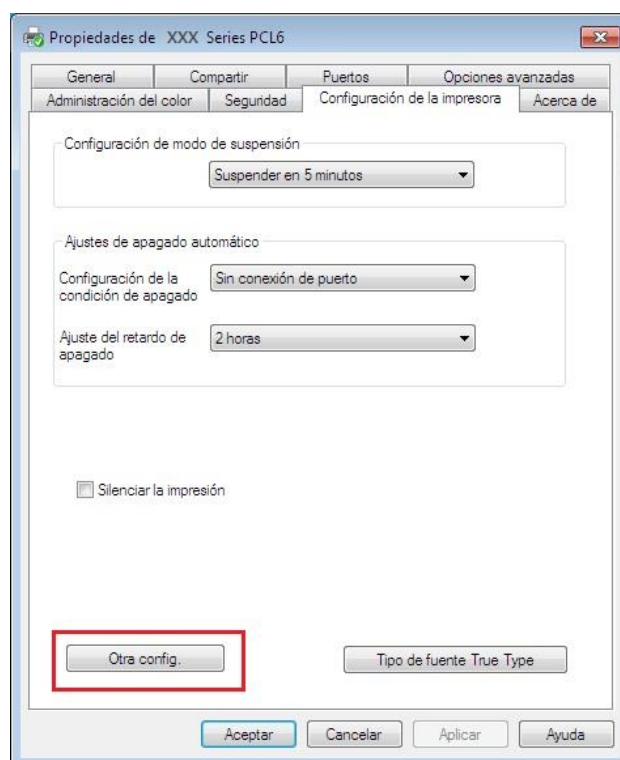 Propiedades de XXX Series PCL6
General Compartir Puertos Opciones avanzadas
Administración del color Seguridad Configuración de la impresora Acerca de
Configuración de modo de suspensión
Suspender en 5 minutos
Ajustes de apagado automático
Configuración de la condición de apagado
Sin conexión de puerto
Ajuste del retardo de apagado
2 horas
Silenciar la impresión
Otra config. Tipo de fuente True Type
Aceptar Cancelar Aplicar Ayuda